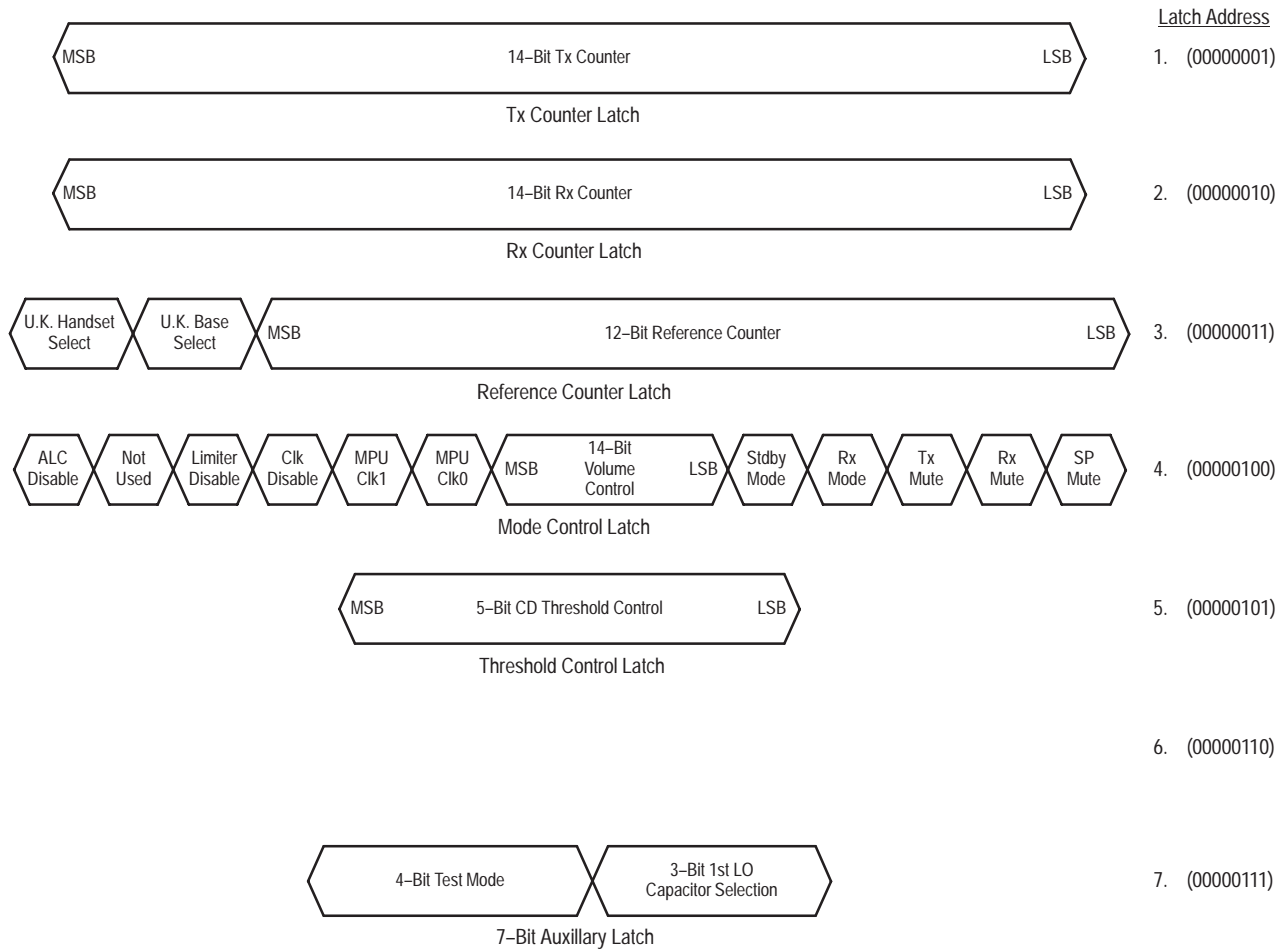 Latch Address
MSB 14–Bit Tx Counter LSB 1. (00000001)
Tx Counter Latch
MSB 14–Bit Rx Counter LSB 2. (00000010)
Rx Counter Latch
U.K. Handset
Select
U.K. Base
Select
MSB 12–Bit Reference Counter LSB 3. (00000011)
Reference Counter Latch
ALC
Disable
Not
Used
Limiter
Disable
Clk
Disable
MPU
Clk1
MPU
Clk0
MSB
14–Bit
Volume
Control
LSB
Stdby
Mode
Rx
Mode
Tx
Mute
Rx
Mute
SP
Mute
4. (00000100)
Mode Control Latch
MSB 5–Bit CD Threshold Control LSB 5. (00000101)
Threshold Control Latch
6. (00000110)
4–Bit Test Mode
3–Bit 1st LO
Capacitor Selection
7. (00000111)
7–Bit Auxillary Latch